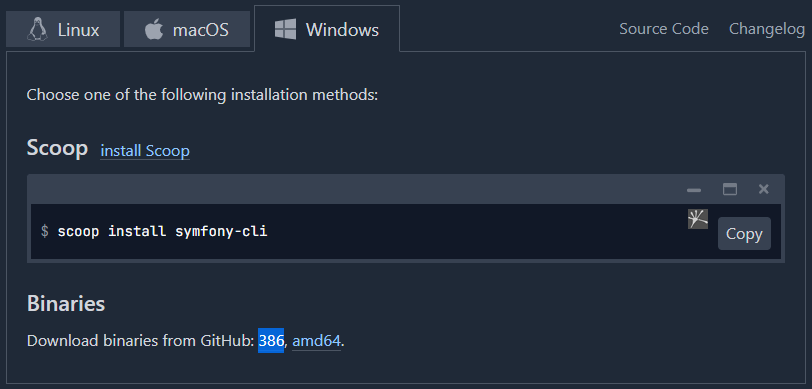 Linux macOS Windows Source Code Changelog
Choose one of the following installation methods:
Scoop install Scoop
$ scoop install symfony-cli
Copy
Binaries
Download binaries from GitHub: 386, amd64.